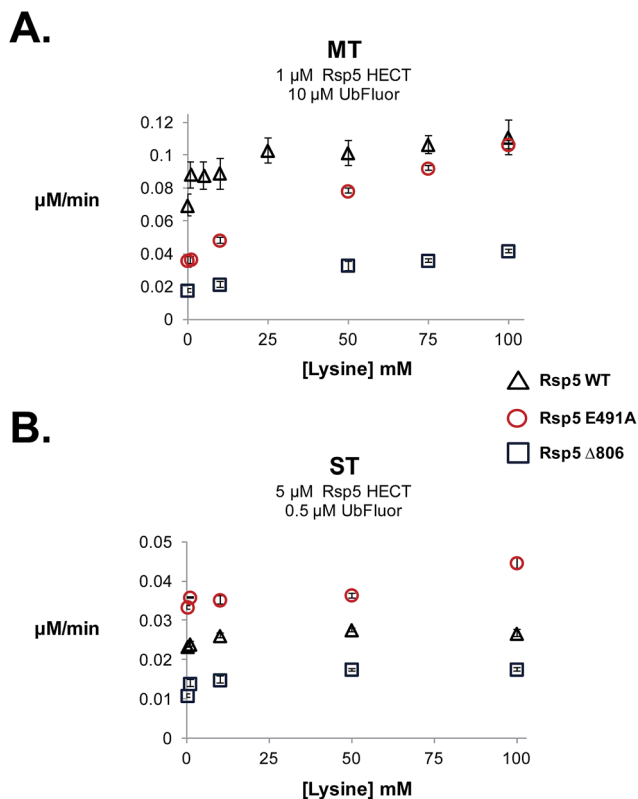 A.
MT
1 µM Rsp5 HECT
10 µM UbFluor
0.12
0.1
0.08
µM/min
0.06
0.04
0.02
0
0 25 50 75 100
[Lysine] mM
Rsp5 WT
Rsp5 E491A
Rsp5 Δ806
B.
ST
5 µM Rsp5 HECT
0.5 µM UbFluor
0.05
0.04
0.03
µM/min
0.02
0.01
0
0 25 50 75 100
[Lysine] mM